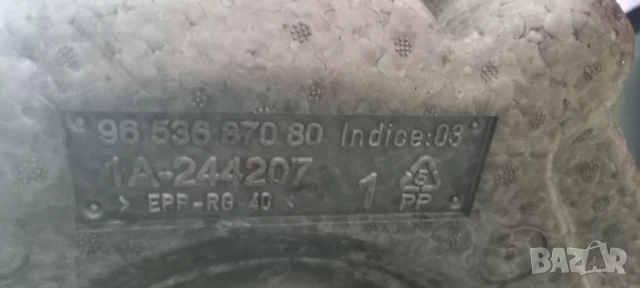 96 536 870 80 Indice:03
1A-244207 1
> EPP-RG 40 <
5
PP
BAZAR